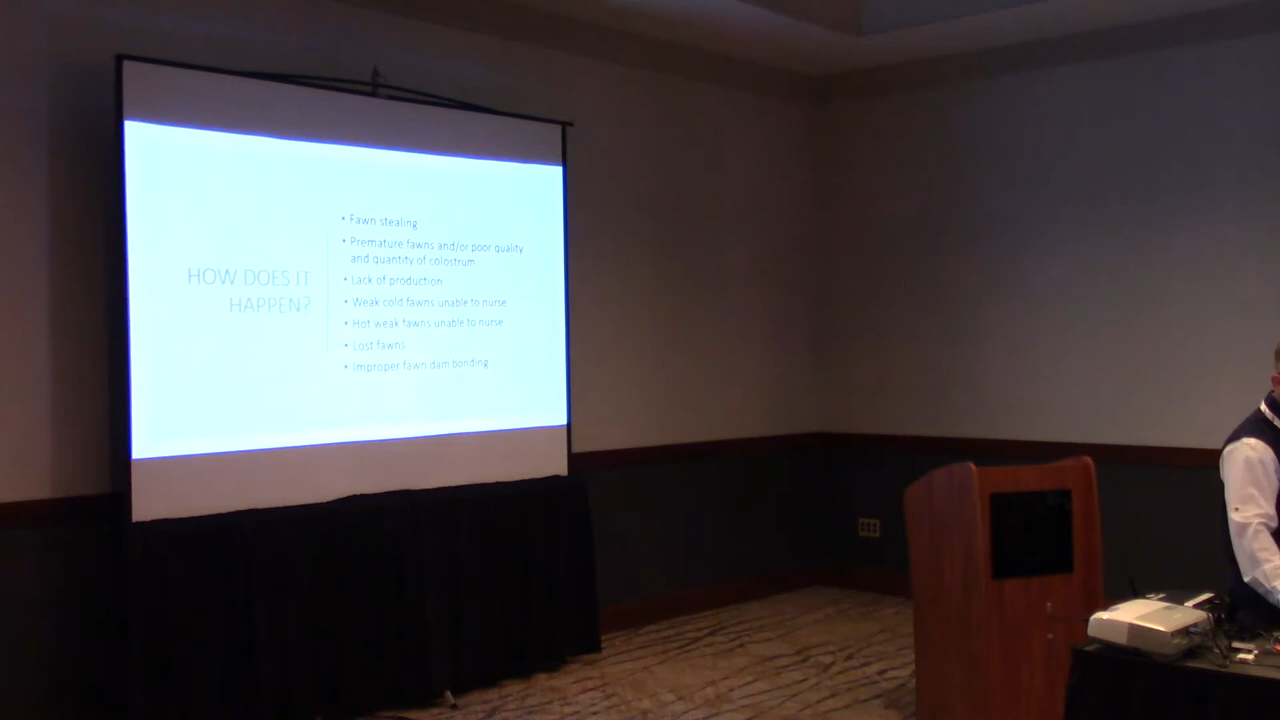 HOW DOES IT
HAPPEN?
• Fawn stealing
• Premature fawns and/or poor quality
and quantity of colostrum
• Lack of production
• Weak cold fawns unable to nurse
• Hot weak fawns unable to nurse
• Lost fawns
• Improper fawn dam bonding